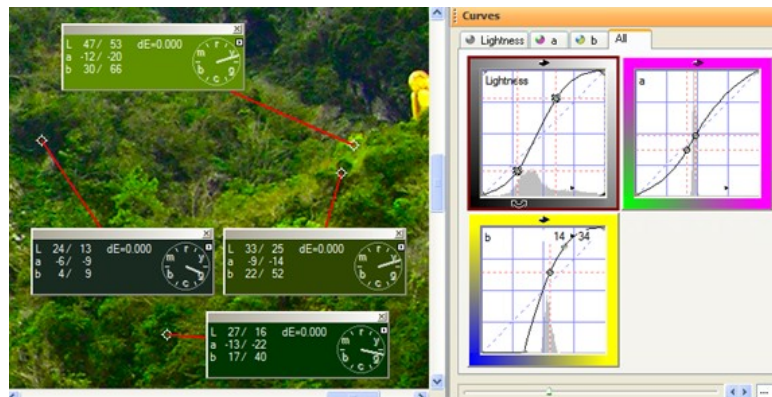 Curves
Lightness
a
b
All
L 47/ 53 dE=0.000
a -12/ -20
b 30/ 66
r
y
g
c
b
m
Lightness
a
L 24/ 13 dE=0.000
a -6/ -9
b 4/ 9
r
y
g
c
b
m
L 33/ 25 dE=0.000
a -9/ -14
b 22/ 52
r
y
g
c
b
m
b
14 ▸ 34
L 27/ 16 dE=0.000
a -13/ -22
b 17/ 40
r
y
g
c
b
m